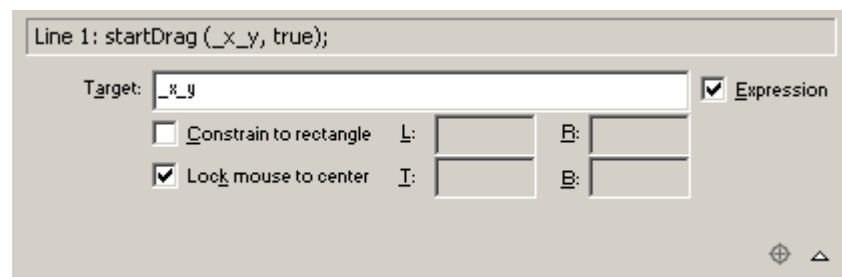 Line 1: startDrag (_x_y, true);
Target: _x_y Expression
Constrain to rectangle L: R:
Lock mouse to center T: B: